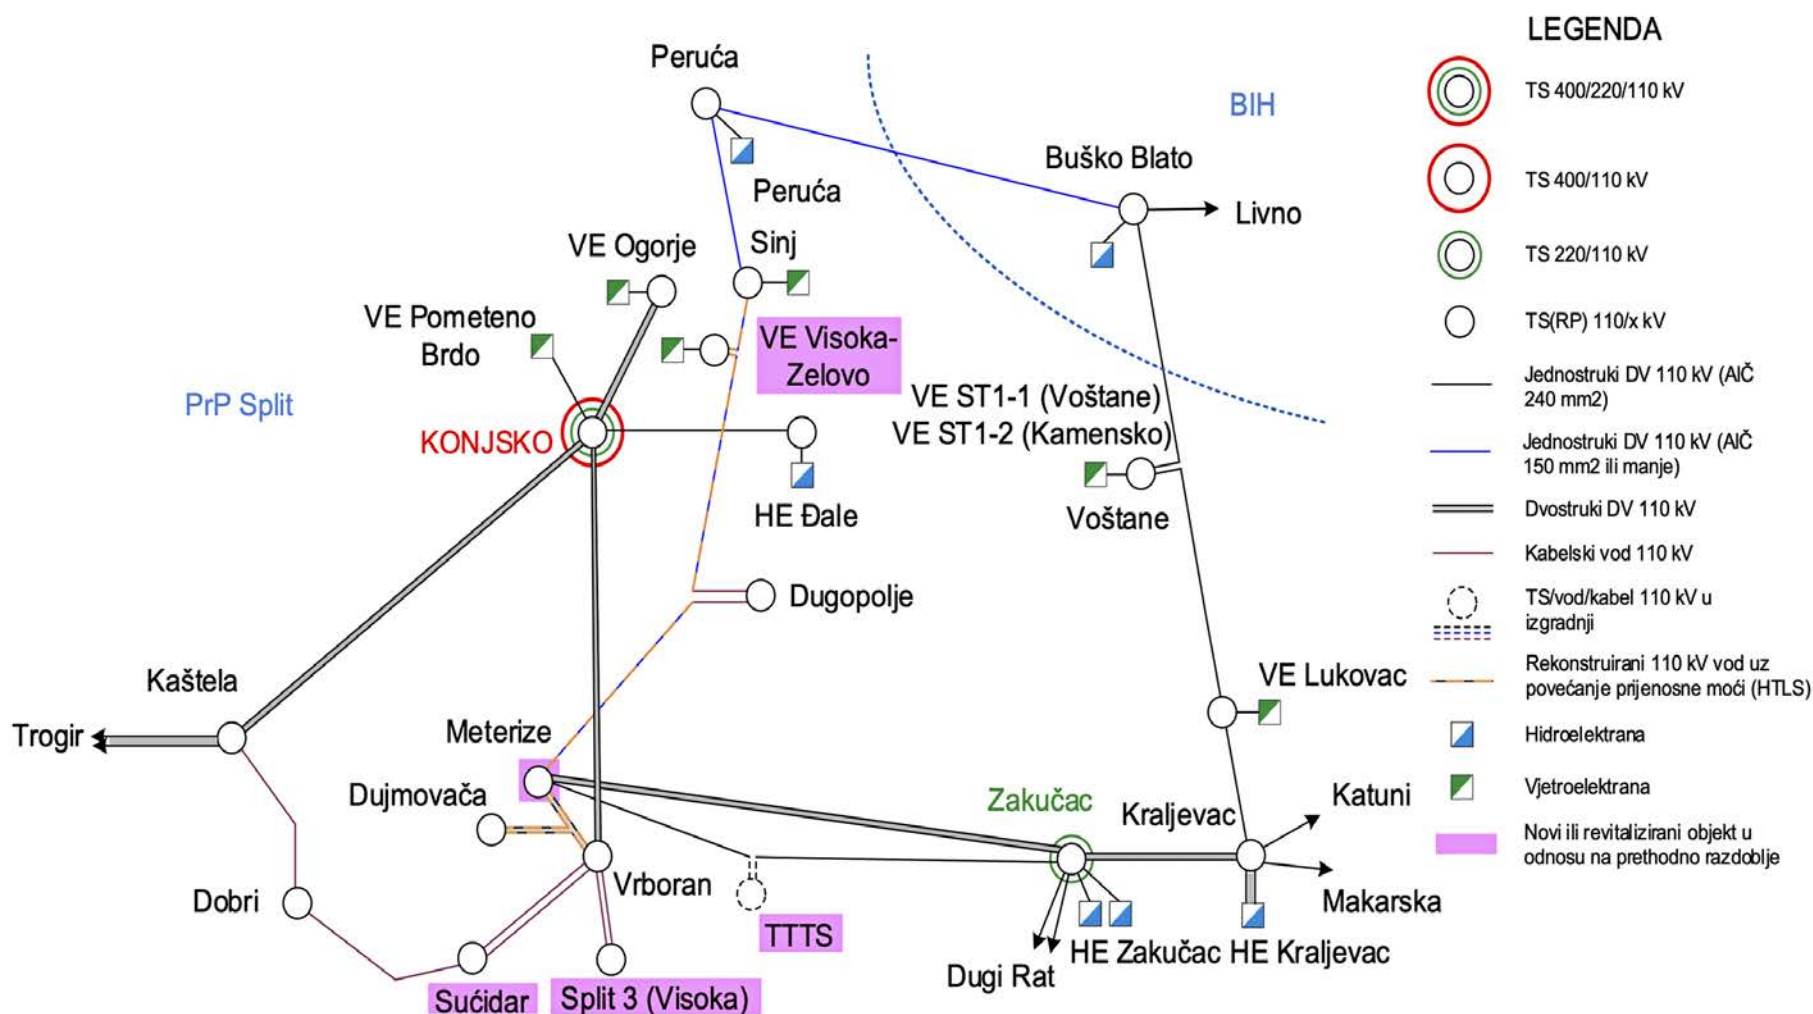 LEGENDA
Peruća
TS 400/220/110 kV
BIH
Buško Blato
TS 400/110 kV
Peruća
Livno
VE Ogorje
Sinj
TS 220/110 kV
VE Pometeno
Brdo
VE Visoka-
Zelovo
TS(RP) 110/x kV
PrP Split
VE ST1-1 (Voštane)
VE ST1-2 (Kamensko)
Jednostruki DV 110 kV (AlČ
240 mm2)
KONJSKO
Jednostruki DV 110 kV (AlČ
150 mm2 ili manje)
HE Đale
Voštane
Dvostruki DV 110 kV
Kabelski vod 110 kV
Dugopolje
TS/vod/kabel 110 kV u
izgradnji
Kaštela
VE Lukovac
Rekonstruirani 110 kV vod uz
povećanje prijenosne moći (HTLS)
Trogir
Meterize
Hidroelektrana
Dujmovača
Zakučac
Kraljevac
Katuni
Vjetroelektrana
Novi ili revitalizirani objekt u
odnosu na prethodno razdoblje
Dobri
Vrboran
Makarska
TTTS
HE Zakučac
HE Kraljevac
Dugi Rat
Sućidar
Split 3 (Visoka)